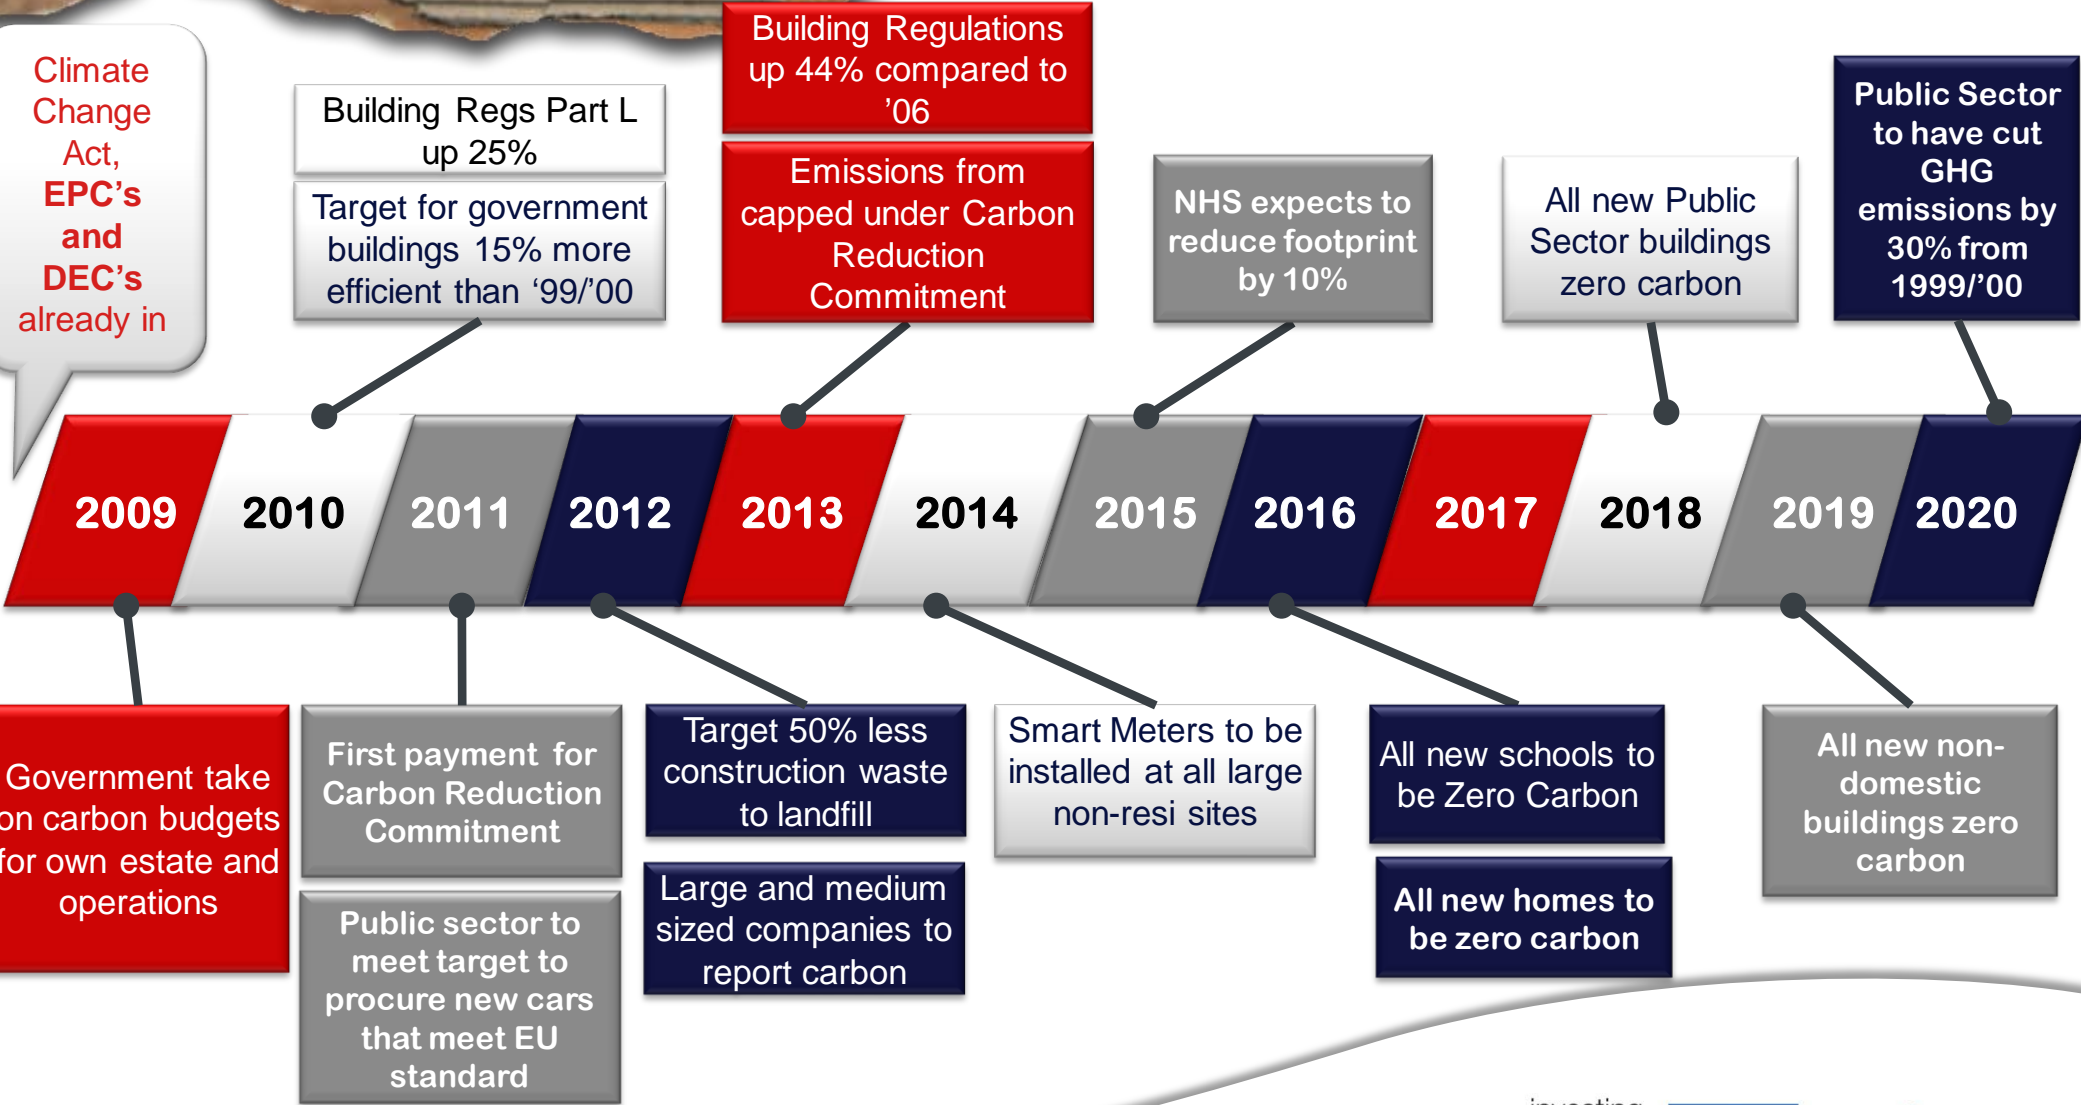 Climate
Change
Act,
EPC's
and
DEC's
already in
Building Regs Part L
up 25%
Target for government
buildings 15% more
efficient than ‘99/’00
Building Regulations
up 44% compared to
’06
Emissions from
capped under Carbon
Reduction
Commitment
NHS expects to
reduce footprint
by 10%
All new Public
Sector buildings
zero carbon
Public Sector
to have cut
GHG
emissions by
30% from
1999/’00
2009
2010
2011
2012
2013
2014
2015
2016
2017
2018
2019
2020
Government take
on carbon budgets
for own estate and
operations
First payment for
Carbon Reduction
Commitment
Public sector to
meet target to
procure new cars
that meet EU
standard
Target 50% less
construction waste
to landfill
Large and medium
sized companies to
report carbon
Smart Meters to be
installed at all large
non-resi sites
All new schools to
be Zero Carbon
All new homes to
be zero carbon
All new non-
domestic
buildings zero
carbon